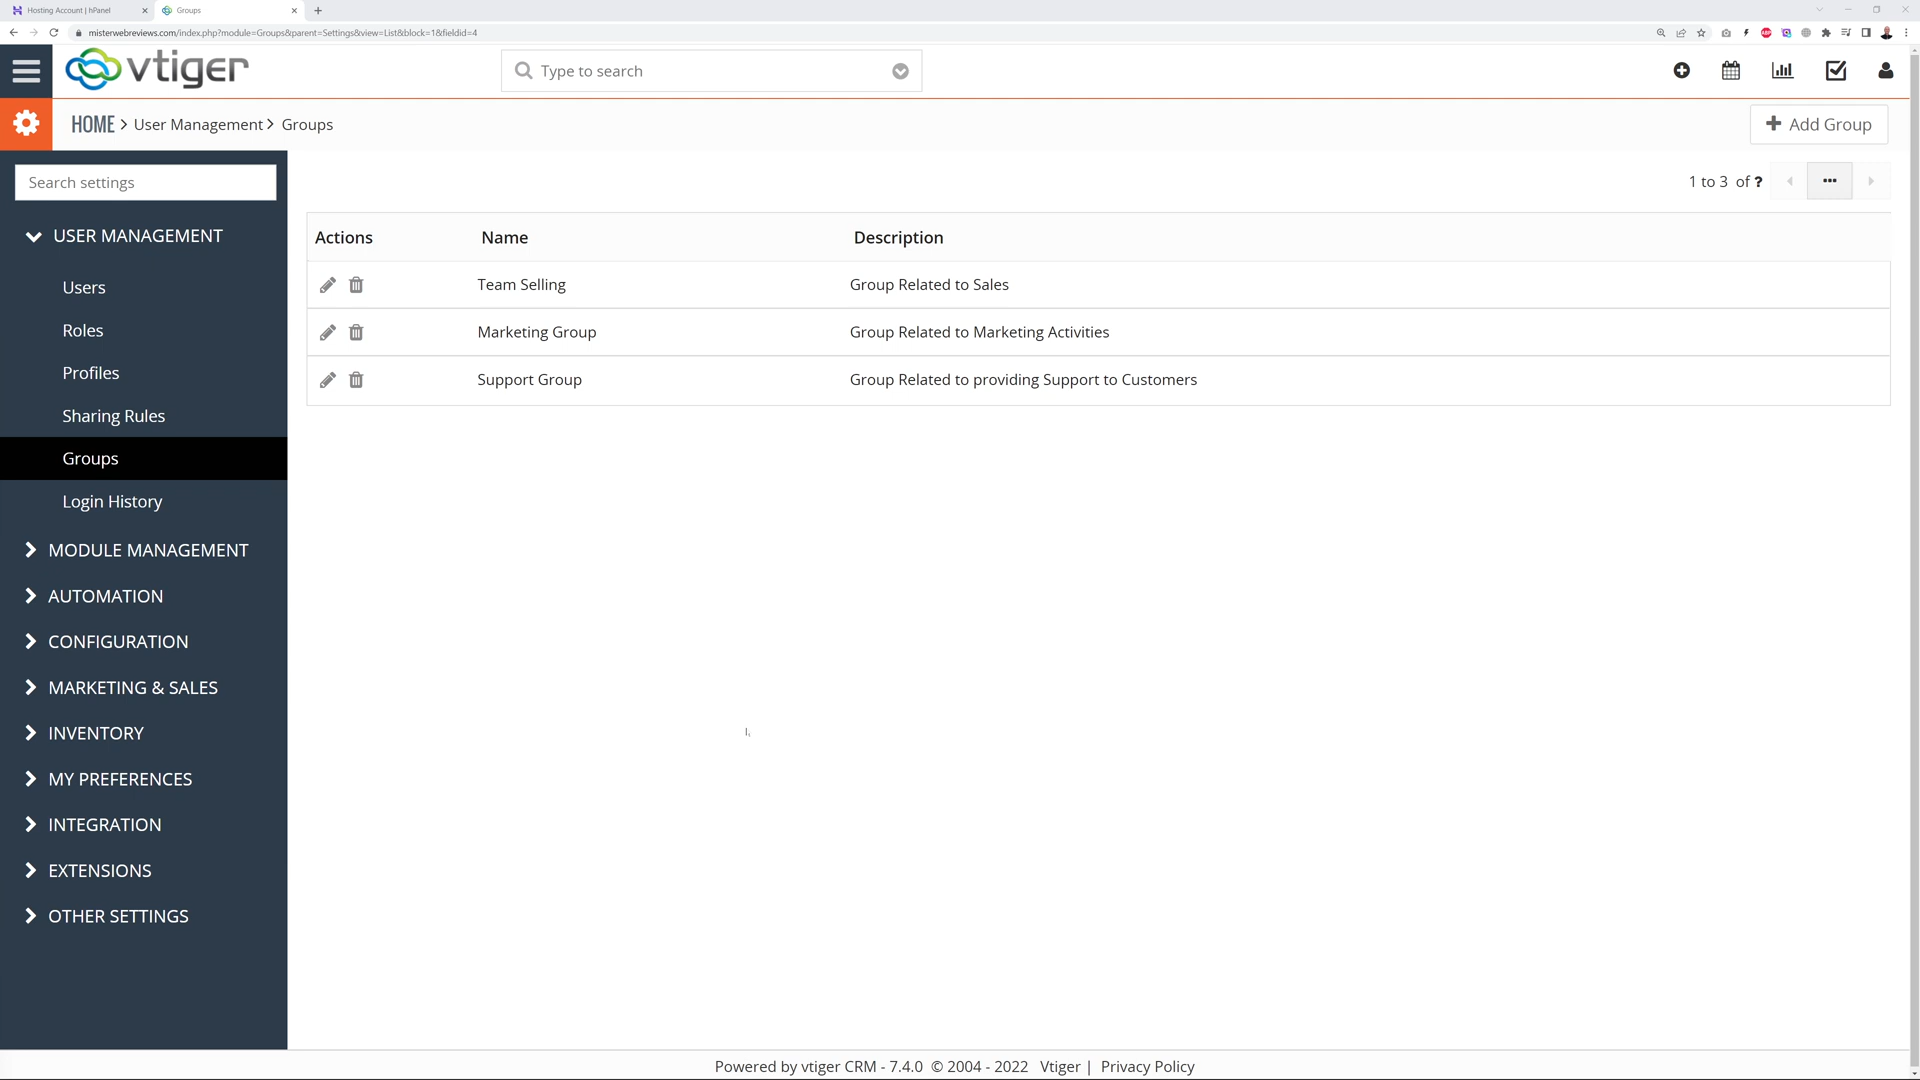 Hosting Account | hPanel
Groups
misterwebreviews.com/index.php?module=Groups&parent=Settings&view=List&block=1&fieldid=4
vtiger
Type to search
HOME > User Management > Groups
Add Group
Search settings
1 to 3 of ?
USER MANAGEMENT
Users
Roles
Profiles
Sharing Rules
Groups
Login History
MODULE MANAGEMENT
AUTOMATION
CONFIGURATION
MARKETING & SALES
INVENTORY
MY PREFERENCES
INTEGRATION
EXTENSIONS
OTHER SETTINGS
Actions Name Description
Team Selling Group Related to Sales
Marketing Group Group Related to Marketing Activities
Support Group Group Related to providing Support to Customers
Powered by vtiger CRM - 7.4.0 © 2004 - 2022 Vtiger | Privacy Policy